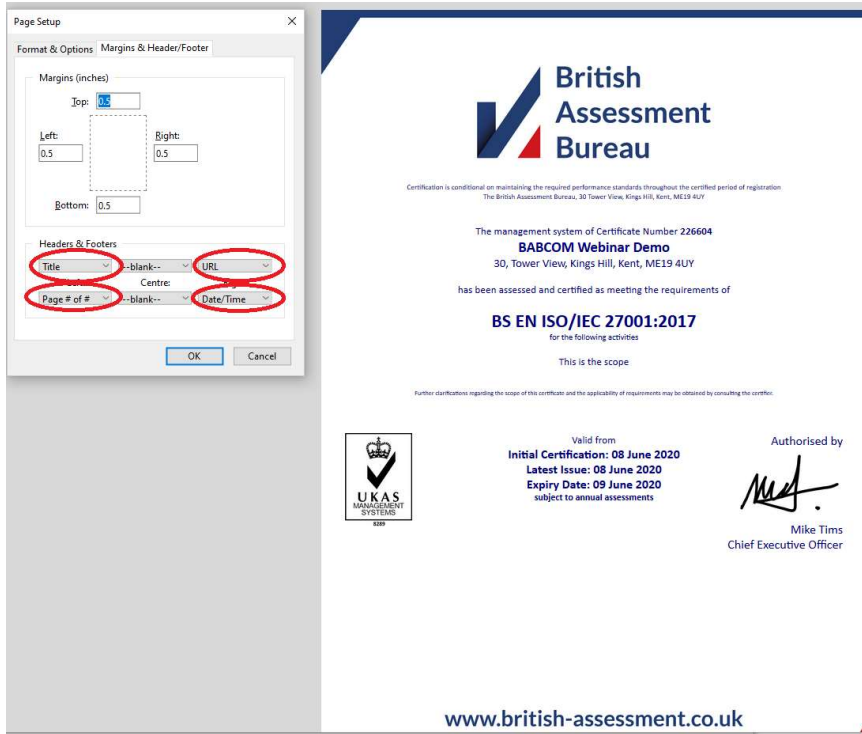 Page Setup
Format & Options Margins & Header/Footer
Margins (inches)
Top: 0.5
Left: Right:
0.5 0.5
Bottom: 0.5
Headers & Footers
Title --blank-- URL
Centre:
Page # of # --blank-- Date/Time
OK Cancel
British
Assessment
Bureau
Certification is conditional on maintaining the required performance standards throughout the certified period of registration
The British Assessment Bureau, 30 Tower View, Kings Hill, Kent, ME19 4UY
The management system of Certificate Number 226604
BABCOM Webinar Demo
30, Tower View, Kings Hill, Kent, ME19 4UY
has been assessed and certified as meeting the requirements of
BS EN ISO/IEC 27001:2017
for the following activities
This is the scope
Further clarifications regarding the scope of this certificate and the applicability of requirements may be obtained by consulting the certifier.
UKAS
MANAGEMENT
SYSTEMS
8289
Valid from
Initial Certification: 08 June 2020
Latest Issue: 08 June 2020
Expiry Date: 09 June 2020
subject to annual assessments
Authorised by
Mike Tims
Chief Executive Officer
www.british-assessment.co.uk